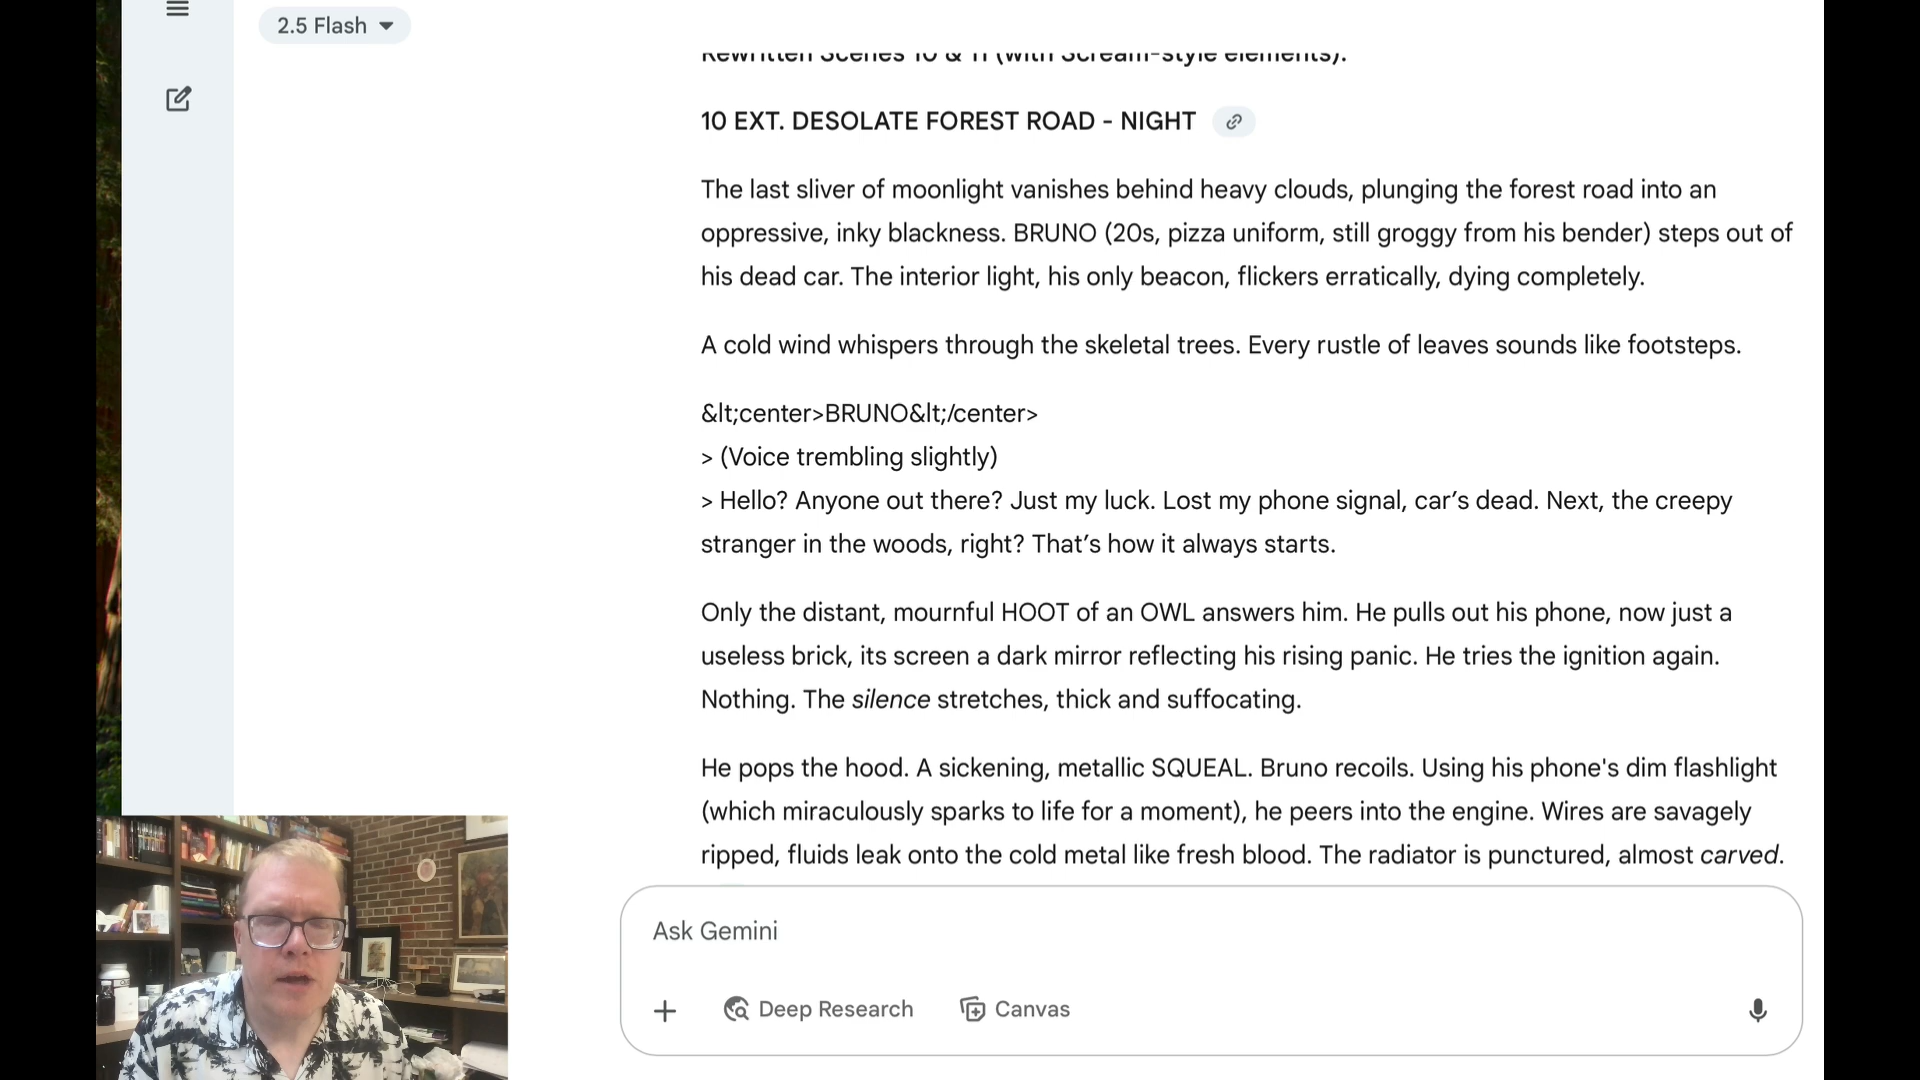 2.5 Flash
Rewritten Scenes 10 & 11 (with Scream-style elements):
10 EXT. DESOLATE FOREST ROAD - NIGHT
The last sliver of moonlight vanishes behind heavy clouds, plunging the forest road into an
oppressive, inky blackness. BRUNO (20s, pizza uniform, still groggy from his bender) steps out of
his dead car. The interior light, his only beacon, flickers erratically, dying completely.
A cold wind whispers through the skeletal trees. Every rustle of leaves sounds like footsteps.
&lt;center>BRUNO&lt;/center>
> (Voice trembling slightly)
> Hello? Anyone out there? Just my luck. Lost my phone signal, car’s dead. Next, the creepy
stranger in the woods, right? That’s how it always starts.
Only the distant, mournful HOOT of an OWL answers him. He pulls out his phone, now just a
useless brick, its screen a dark mirror reflecting his rising panic. He tries the ignition again.
Nothing. The silence stretches, thick and suffocating.
He pops the hood. A sickening, metallic SQUEAL. Bruno recoils. Using his phone's dim flashlight
(which miraculously sparks to life for a moment), he peers into the engine. Wires are savagely
ripped, fluids leak onto the cold metal like fresh blood. The radiator is punctured, almost carved.
Ask Gemini
Deep Research
Canvas